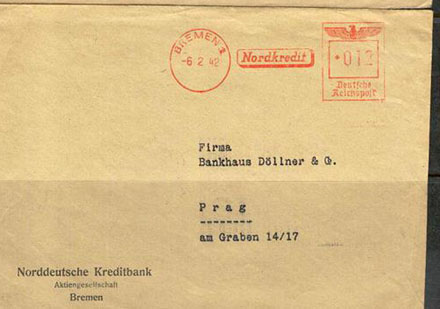 BREMEN 1
-6.2.42
Nordkredit
012
Deutsche
Reichspost
Firma
Bankhaus Döllner & G.
Prag
am Graben 14/17
Norddeutsche Kreditbank
Aktiengesellschaft
Bremen